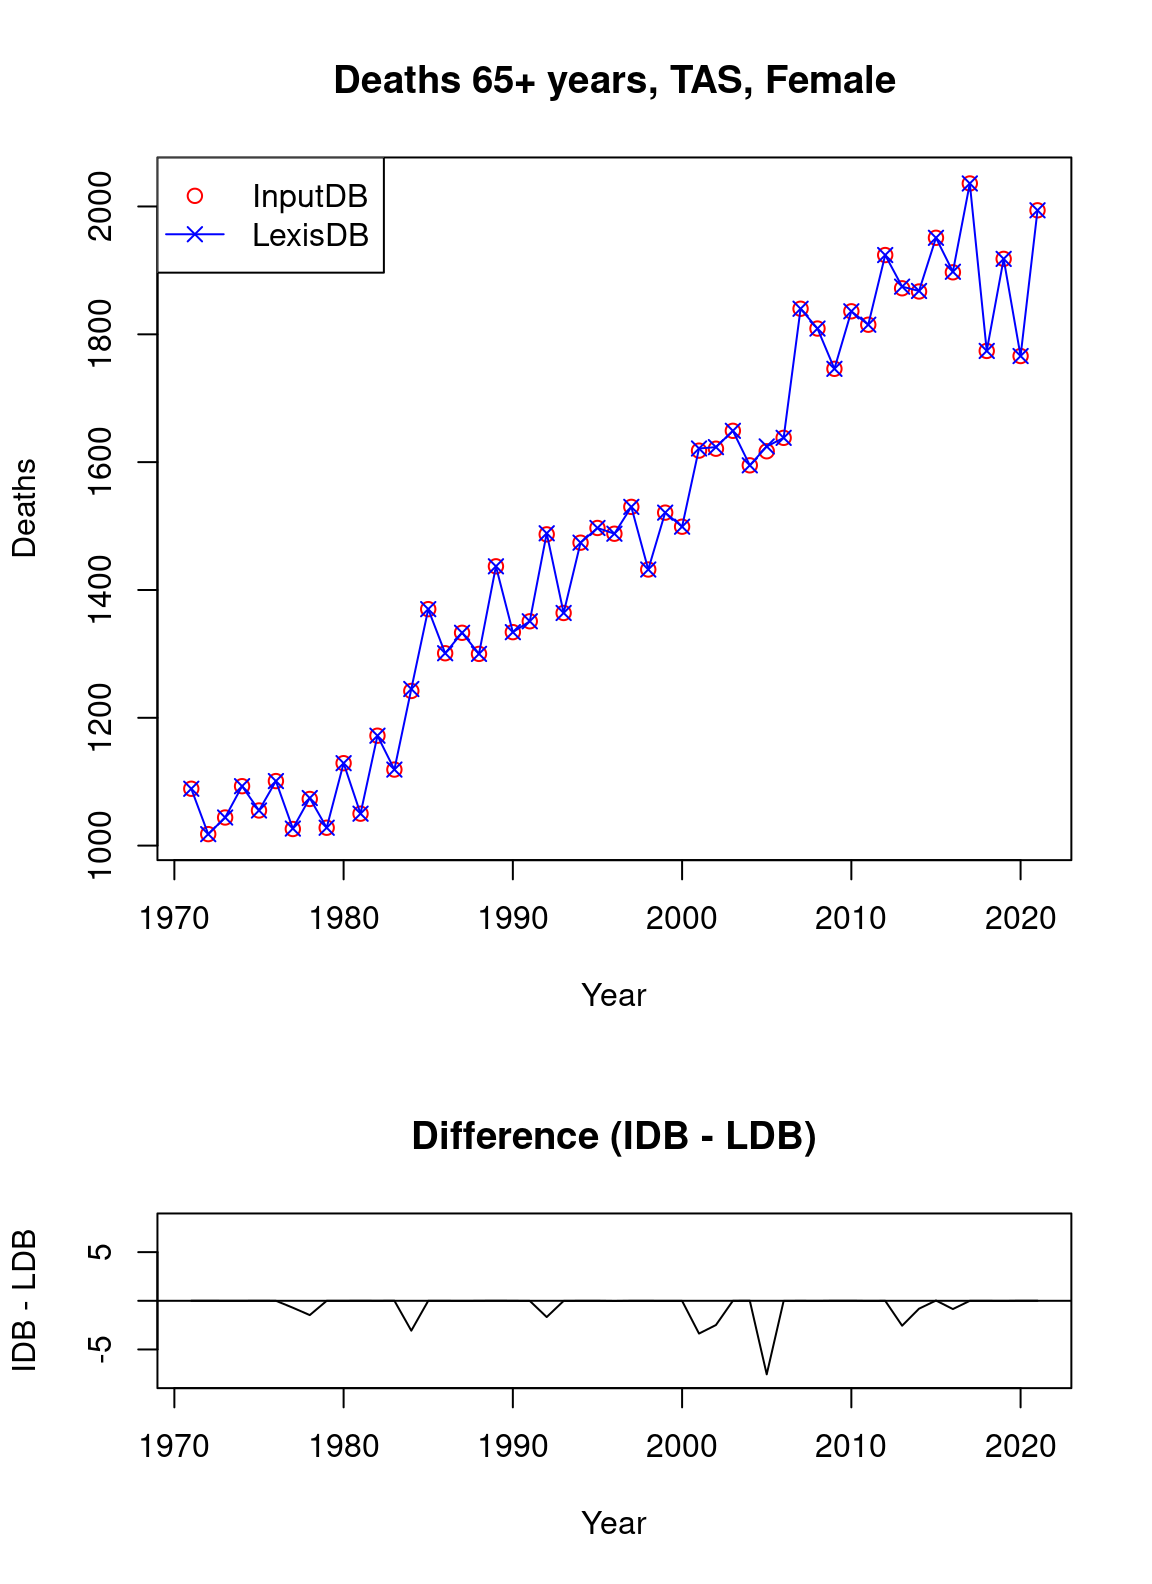 Deaths 65+ years, TAS, Female
InputDB
LexisDB
Deaths
2000
1800
1600
1400
1200
1000
1970 1980 1990 2000 2010 2020
Year
Difference (IDB - LDB)
IDB - LDB
5
-5
1970 1980 1990 2000 2010 2020
Year